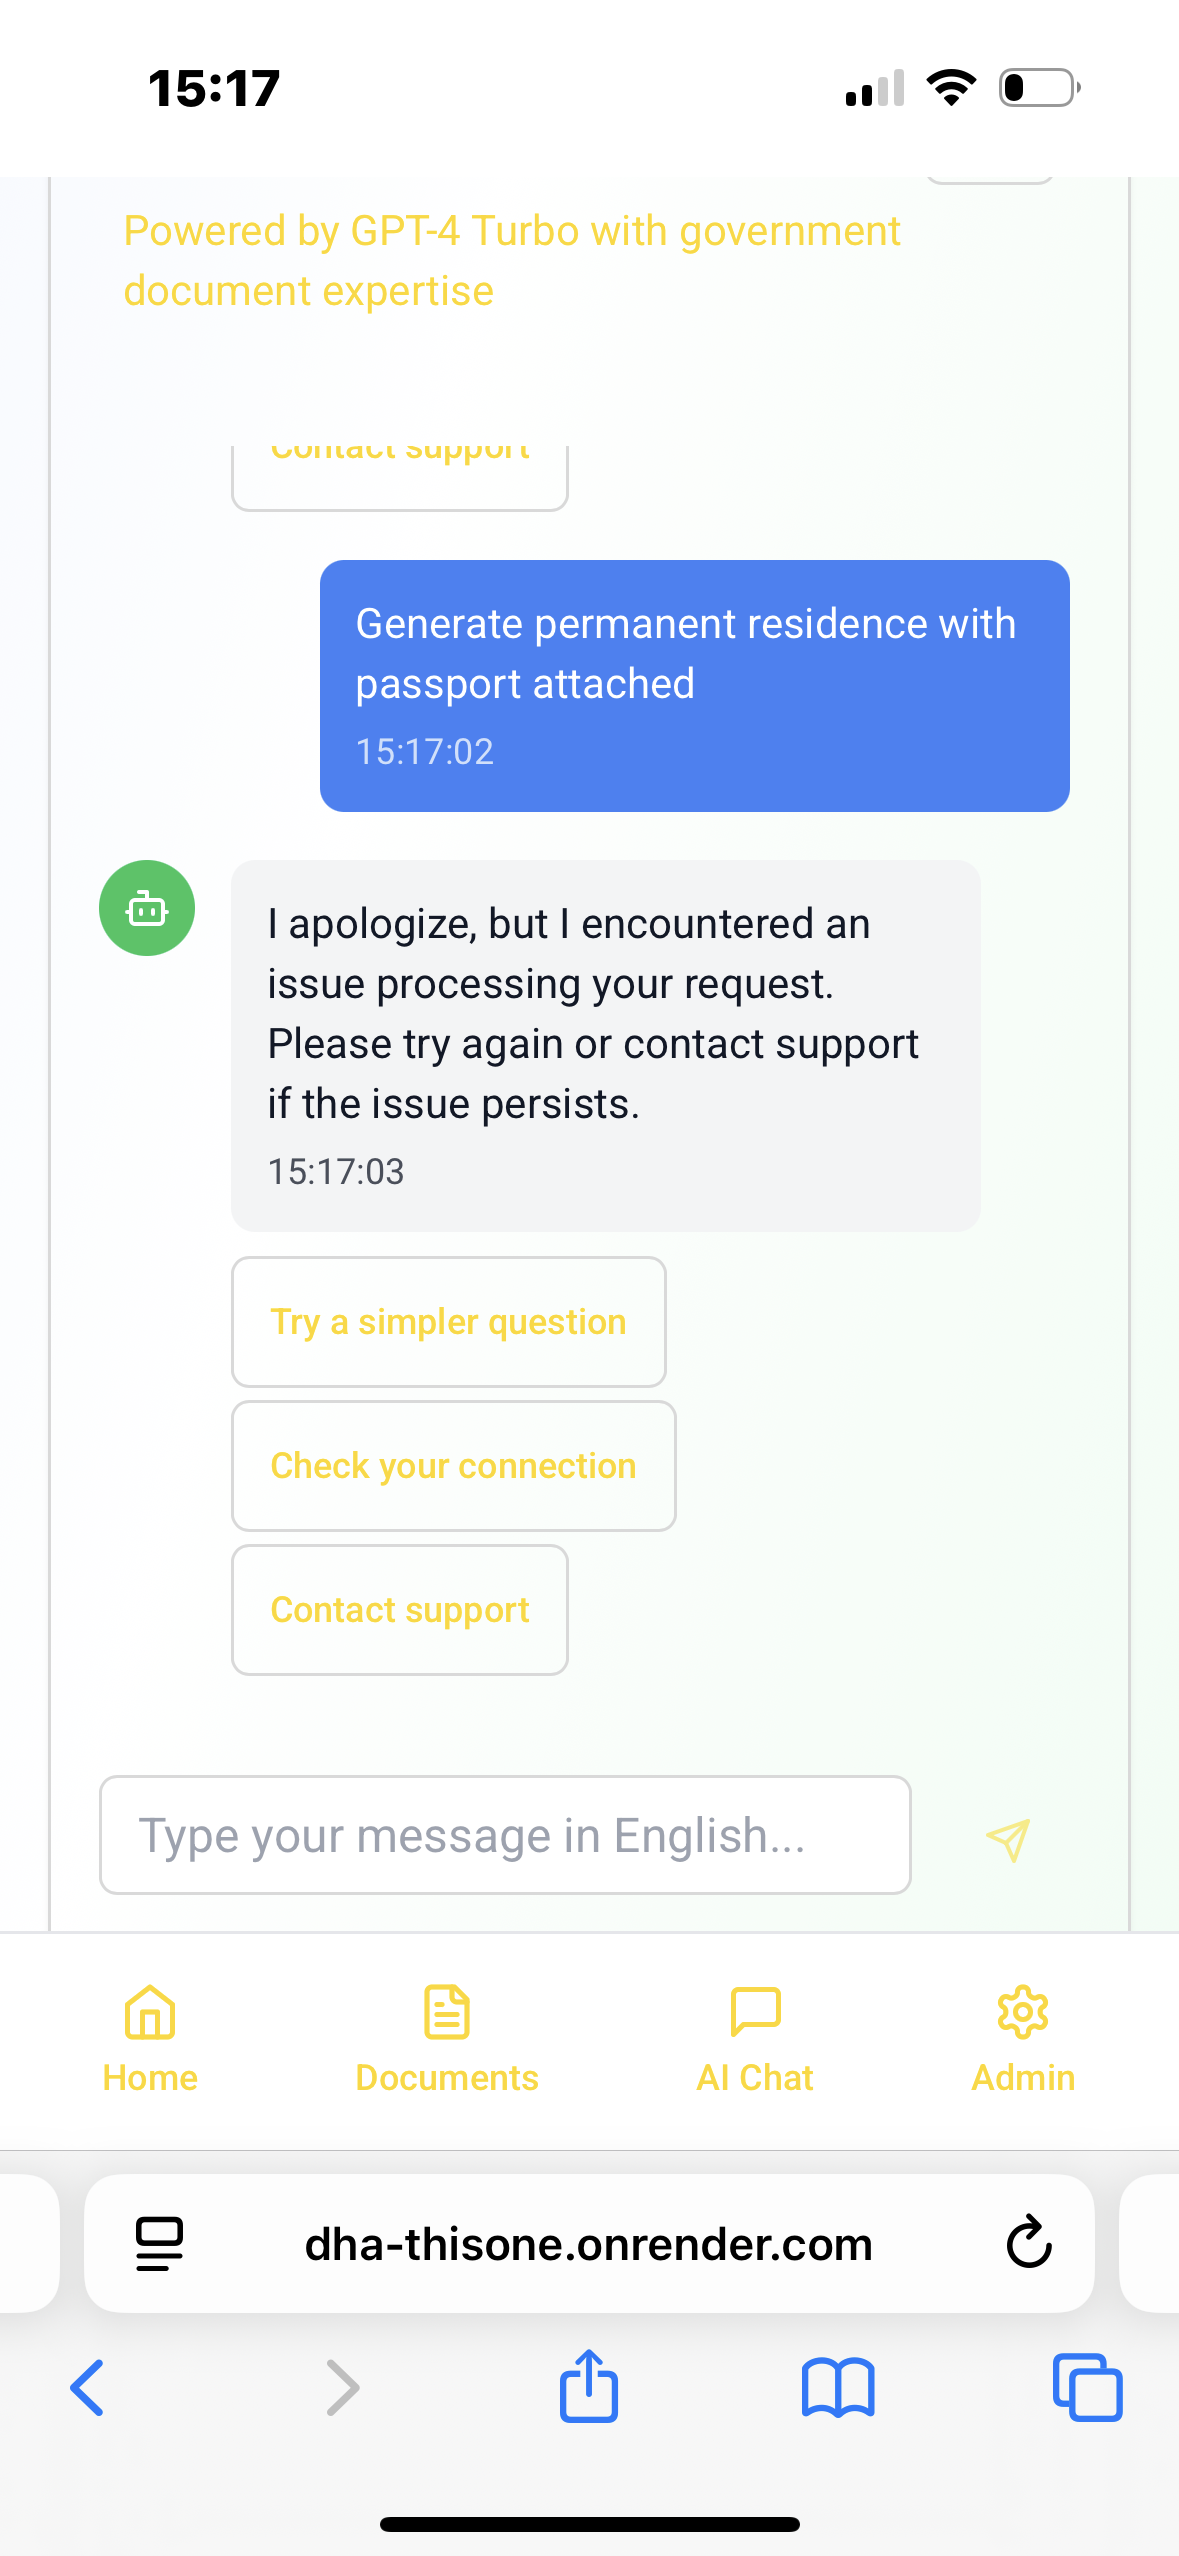 15:17
Powered by GPT-4 Turbo with government
document expertise
Contact support
Generate permanent residence with
passport attached
15:17:02
I apologize, but I encountered an
issue processing your request.
Please try again or contact support
if the issue persists.
15:17:03
Try a simpler question
Check your connection
Contact support
Type your message in English...
Home
Documents
AI Chat
Admin
dha-thisone.onrender.com